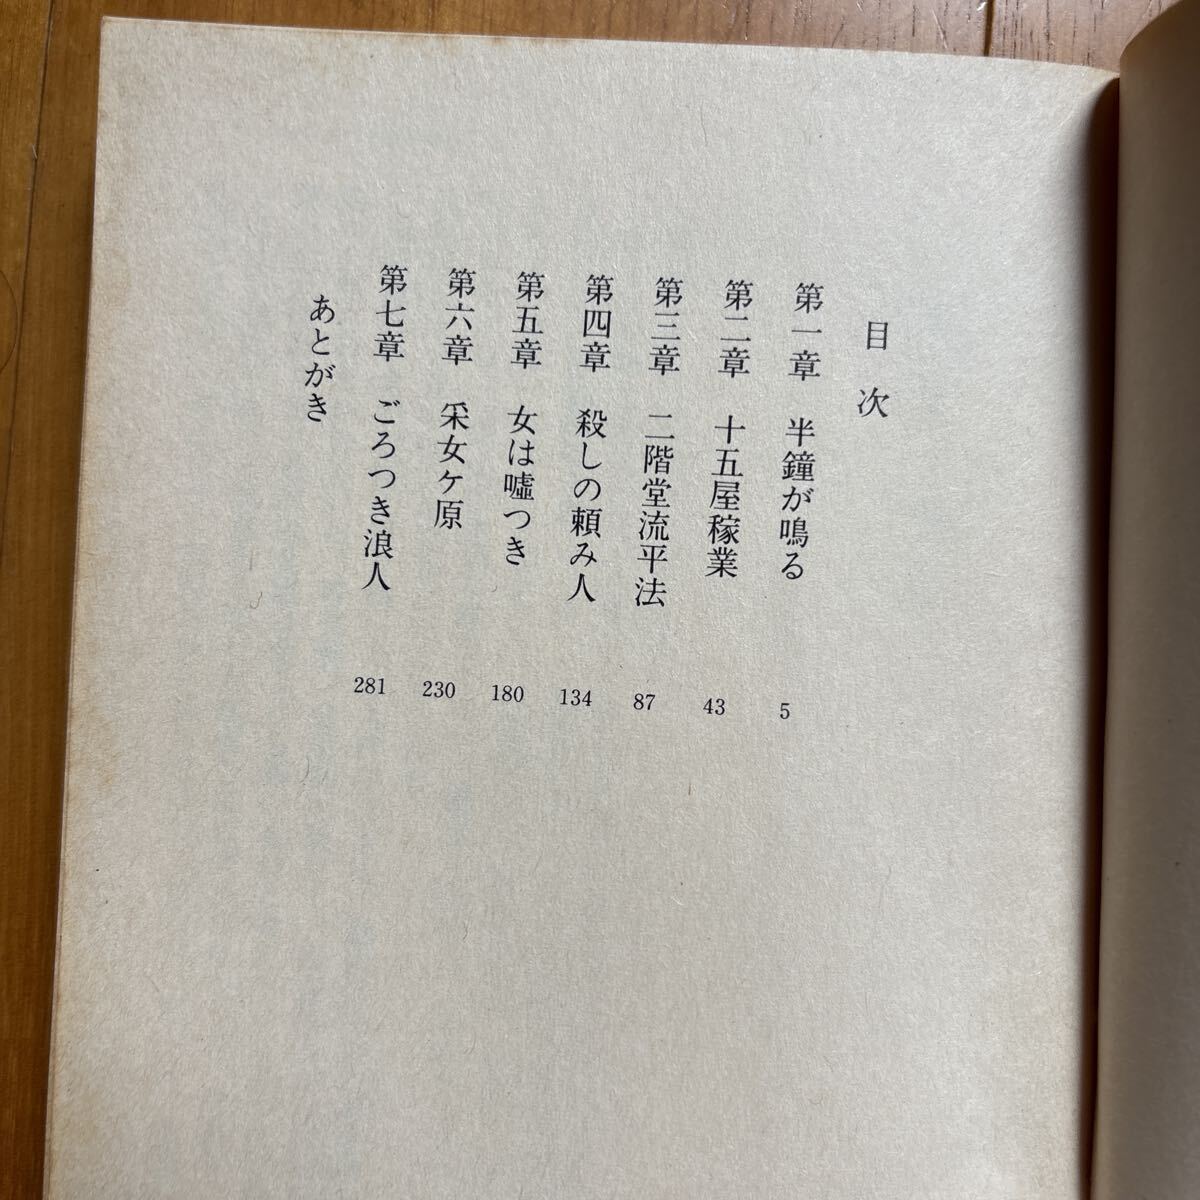 目次
第一章 半鐘が鳴る 5
第二章 十五屋稼業 43
第三章 二階堂流平法 87
第四章 殺しの頼み人 134
第五章 女は嘘つき 180
第六章 采女ケ原 230
第七章 ごろつき浪人 281
あとがき